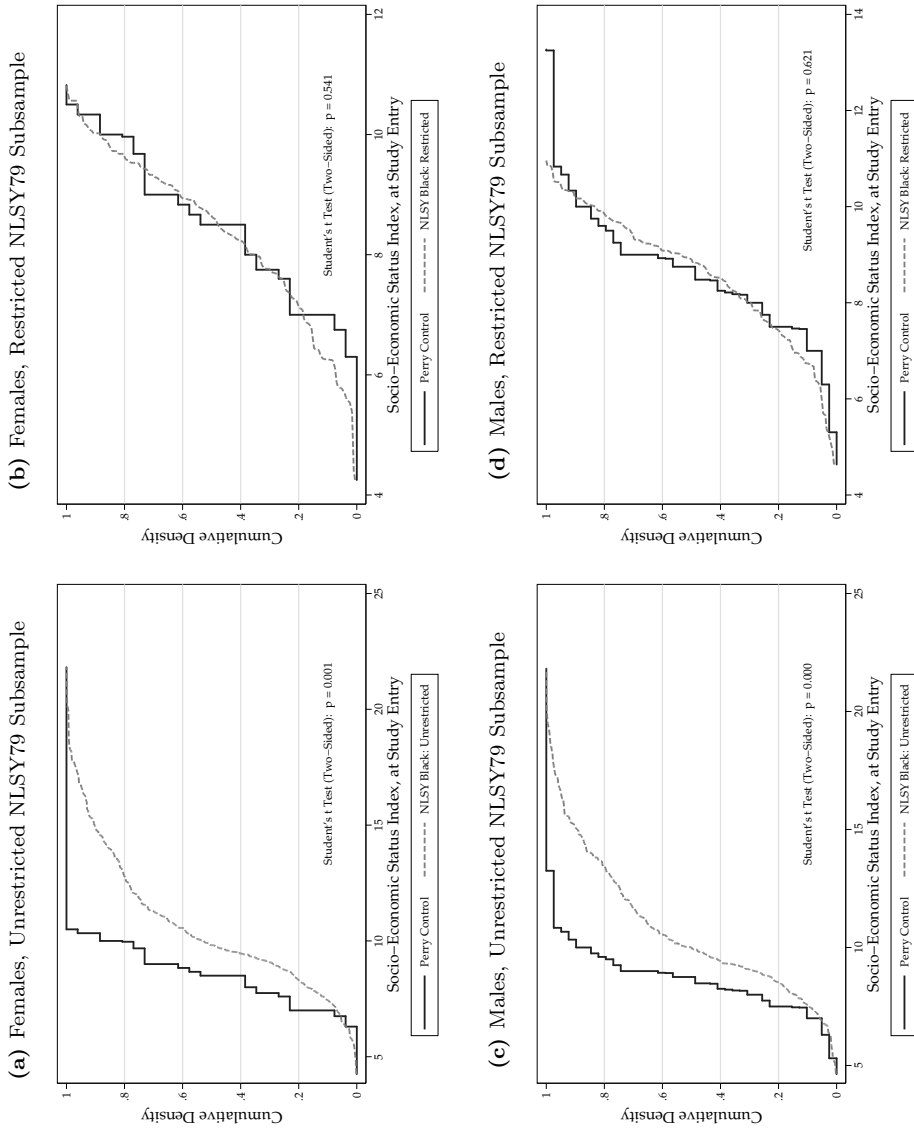 (a) Females, Unrestricted NLSY79 Subsample
Cumulative Density
1
.8
.6
.4
.2
0
Student's t Test (Two−Sided): p = 0.001
5
10
15
20
25
Socio−Economic Status Index, at Study Entry
Perry Control
NLSY Black: Unrestricted
(b) Females, Restricted NLSY79 Subsample
Cumulative Density
1
.8
.6
.4
.2
0
Student's t Test (Two−Sided): p = 0.541
4
6
8
10
12
Socio−Economic Status Index, at Study Entry
Perry Control
NLSY Black: Restricted
(c) Males, Unrestricted NLSY79 Subsample
Cumulative Density
1
.8
.6
.4
.2
0
Student's t Test (Two−Sided): p = 0.000
5
10
15
20
25
Socio−Economic Status Index, at Study Entry
Perry Control
NLSY Black: Unrestricted
(d) Males, Restricted NLSY79 Subsample
Cumulative Density
1
.8
.6
.4
.2
0
Student's t Test (Two−Sided): p = 0.621
4
6
8
10
12
14
Socio−Economic Status Index, at Study Entry
Perry Control
NLSY Black: Restricted